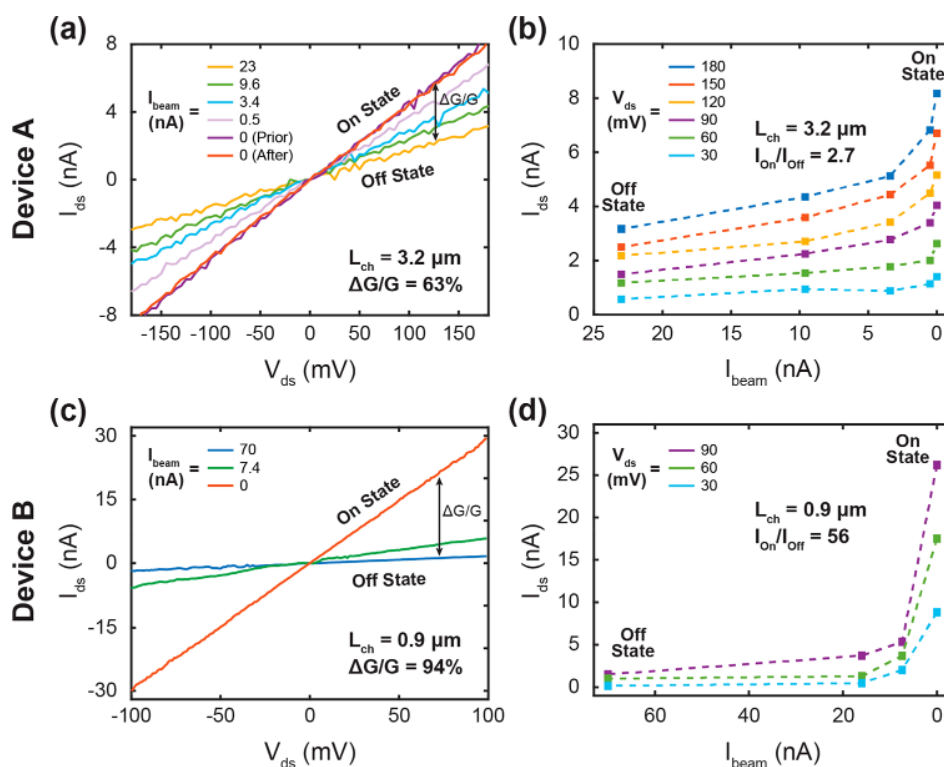 Device A
(a)
I_beam (nA) =
23
9.6
3.4
0.5
0 (Prior)
0 (After)
On State
ΔG/G
Off State
L_ch = 3.2 µm
ΔG/G = 63%
8
4
0
-4
-8
I_ds (nA)
-150 -100 -50 0 50 100 150
V_ds (mV)
(b)
V_ds (mV) =
180
150
120
90
60
30
On State
L_ch = 3.2 µm
I_On/I_Off = 2.7
Off State
10
8
6
4
2
0
I_ds (nA)
25 20 15 10 5 0
I_beam (nA)
Device B
(c)
I_beam (nA) =
70
7.4
0
On State
ΔG/G
Off State
L_ch = 0.9 µm
ΔG/G = 94%
30
15
0
-15
-30
I_ds (nA)
-100 -50 0 50 100
V_ds (mV)
(d)
V_ds (mV) =
90
60
30
On State
L_ch = 0.9 µm
I_On/I_Off = 56
Off State
30
25
20
15
10
5
0
I_ds (nA)
60 40 20 0
I_beam (nA)